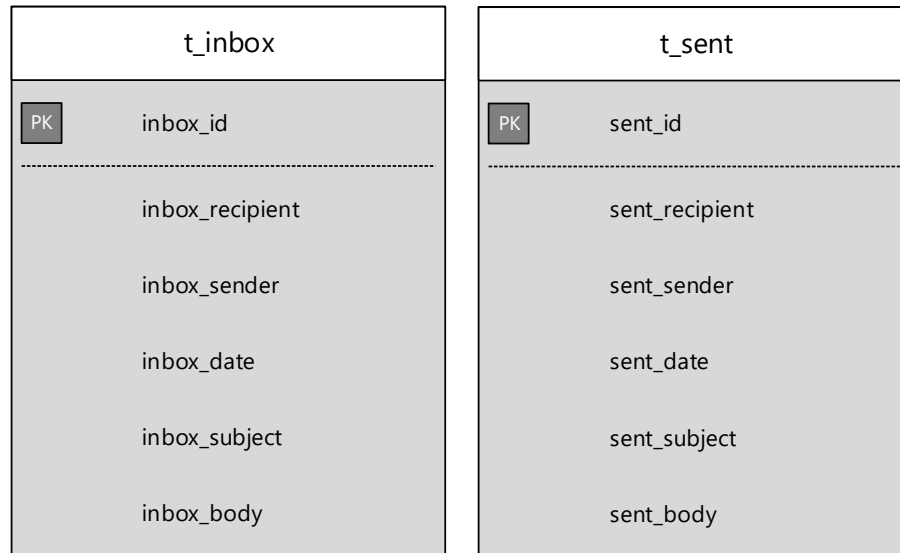 t_inbox
PK inbox_id
inbox_recipient
inbox_sender
inbox_date
inbox_subject
inbox_body
t_sent
PK sent_id
sent_recipient
sent_sender
sent_date
sent_subject
sent_body